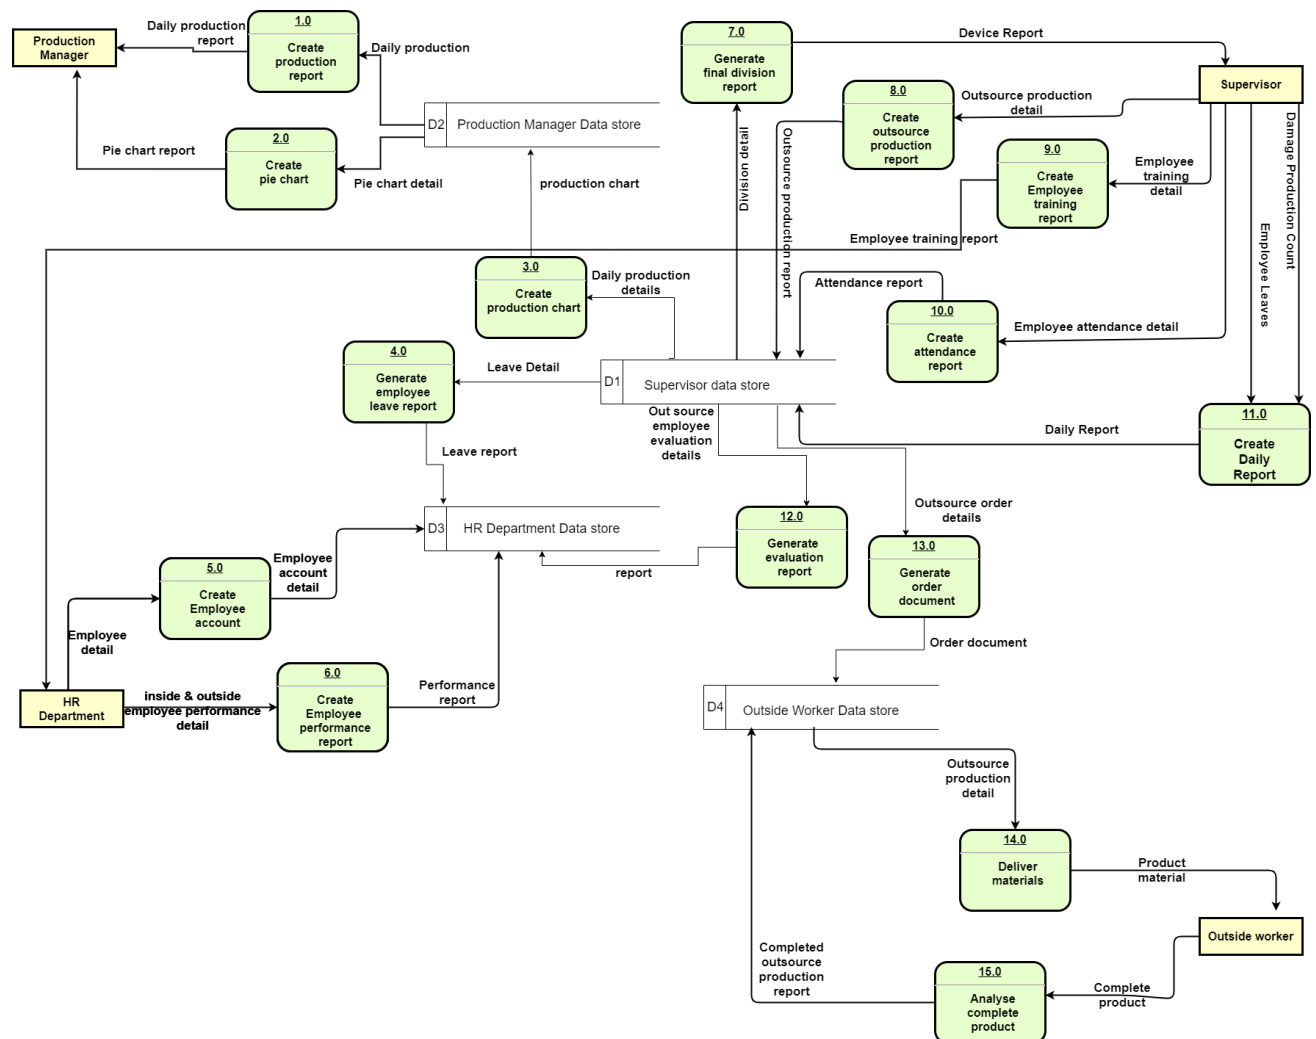 1.0
Create
production
report
Production
Manager
Daily production
report
Daily production
7.0
Generate
final division
report
Device Report
Supervisor
8.0
Create
outsource
production
report
Outsource production
detail
D2
Production Manager Data store
2.0
Create
pie chart
Pie chart report
Pie chart detail
production chart
Division detail
Outsource production report
9.0
Create
Employee
training
report
Employee
training
detail
Damage Production Count
Employee Leaves
Employee training report
3.0
Create
production chart
Daily production
details
Attendance report
10.0
Create
attendance
report
Employee attendance detail
4.0
Generate
employee
leave report
Leave Detail
D1
Supervisor data store
Out source
employee
evaluation
details
Daily Report
11.0
Create
Daily
Report
Leave report
D3
HR Department Data store
12.0
Generate
evaluation
report
Outsource order
details
13.0
Generate
order
document
report
5.0
Create
Employee
account
Employee
account
detail
Employee
detail
Order document
HR
Department
inside & outside
employee performance
detail
6.0
Create
Employee
performance
report
Performance
report
D4
Outside Worker Data store
Outsource
production
detail
14.0
Deliver
materials
Product
material
Outside worker
Completed
outsource
production
report
15.0
Analyse
complete
product
Complete
product